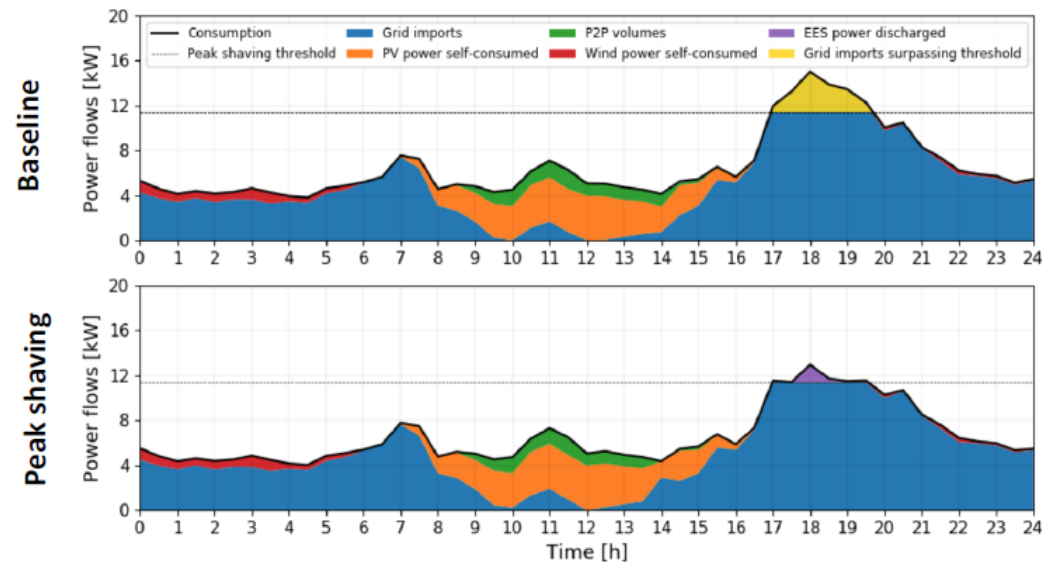 Baseline
Power flows [kW]
20
16
12
8
4
0
Consumption
Peak shaving threshold
Grid imports
PV power self-consumed
P2P volumes
Wind power self-consumed
EES power discharged
Grid imports surpassing threshold
0 1 2 3 4 5 6 7 8 9 10 11 12 13 14 15 16 17 18 19 20 21 22 23 24
Peak shaving
Power flows [kW]
20
16
12
8
4
0
0 1 2 3 4 5 6 7 8 9 10 11 12 13 14 15 16 17 18 19 20 21 22 23 24
Time [h]